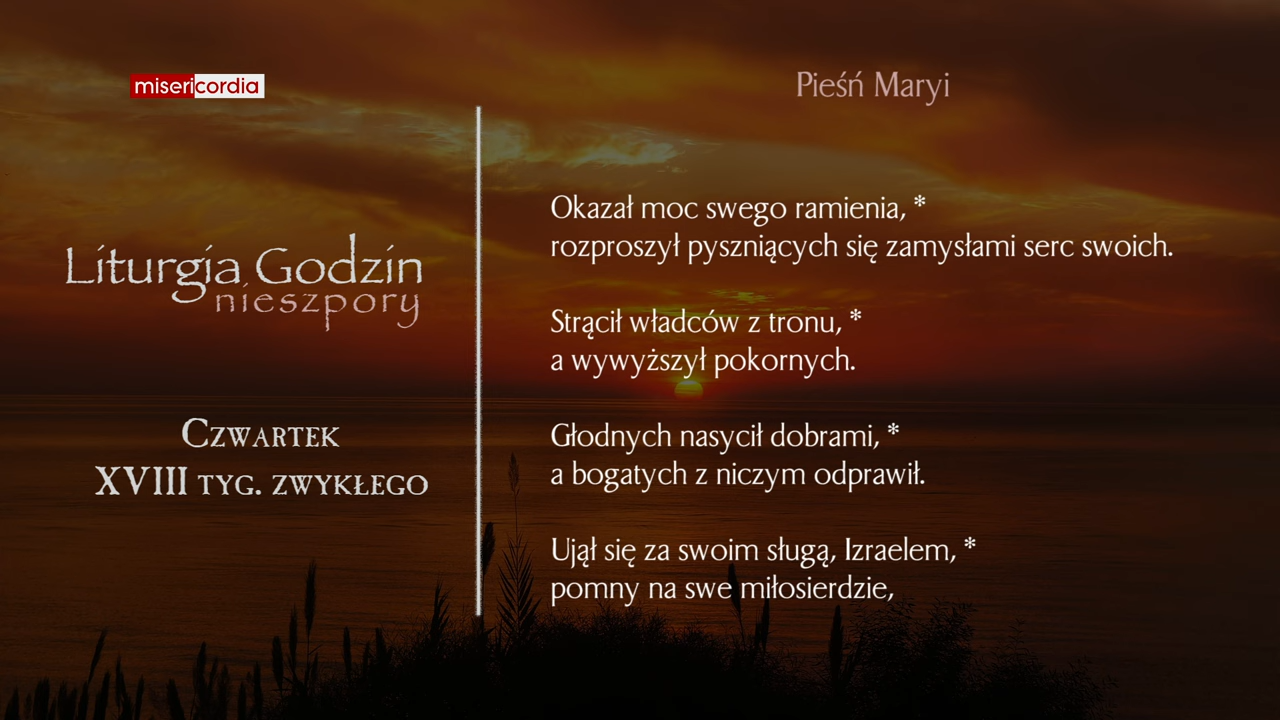 misericordia
Pieśń Maryi
Liturgia Godzin
nieszpory
Czwartek
XVIII tyg. zwykłego
Okazał moc swego ramienia, *
rozproszył pyszniących się zamysłami serc swoich.
Strącił władców z tronu, *
a wywyższył pokornych.
Głodnych nasycił dobrami, *
a bogatych z niczym odprawił.
Ujął się za swoim sługą, Izraelem, *
pomny na swe miłosierdzie,